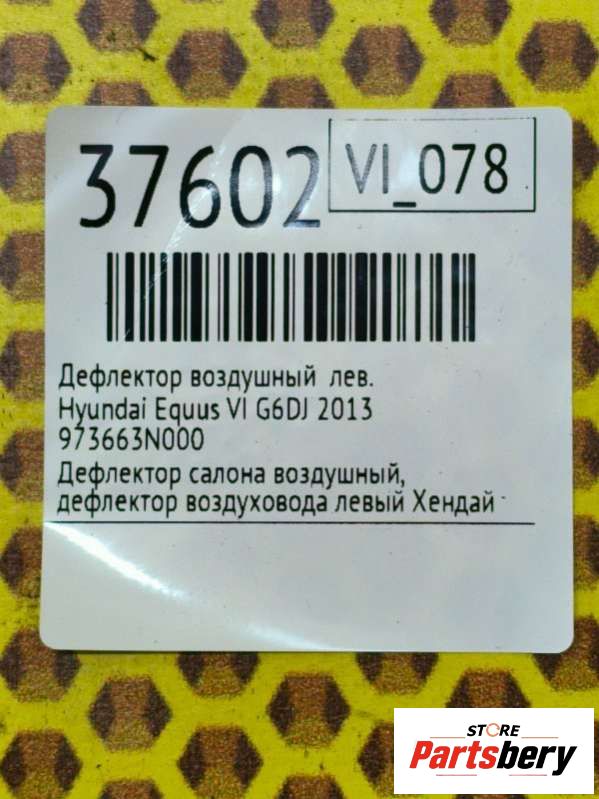 37602
VI_078
Дефлектор воздушный лев.
Hyundai Equus VI G6DJ 2013
973663N000
Дефлектор салона воздушный,
дефлектор воздуховода левый Хендай
STORE
Partsbery